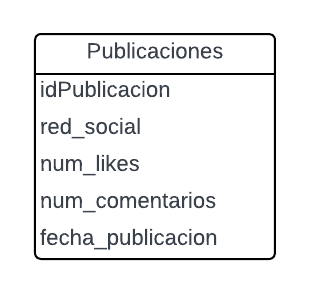 Publicaciones
idPublicacion
red_social
num_likes
num_comentarios
fecha_publicacion